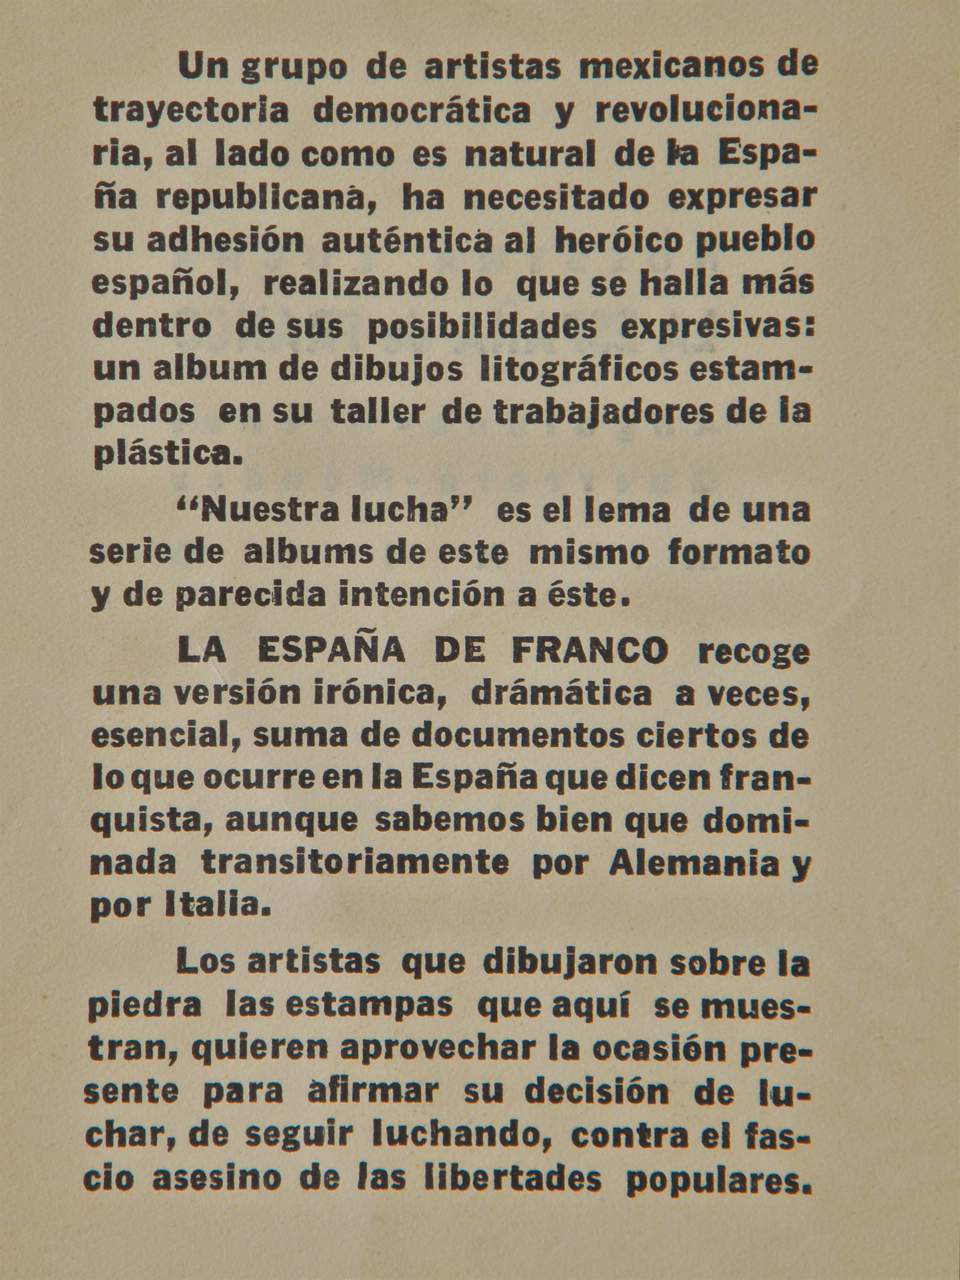 Un grupo de artistas mexicanos de
trayectoria democrática y revoluciona-
ria, al lado como es natural de la Espa-
ña republicana, ha necesitado expresar
su adhesión auténtica al heróico pueblo
español, realizando lo que se halla más
dentro de sus posibilidades expresivas:
un album de dibujos litográficos estam-
pados en su taller de trabajadores de la
plástica.
“Nuestra lucha” es el lema de una
serie de albums de este mismo formato
y de parecida intención a éste.
LA ESPAÑA DE FRANCO recoge
una versión irónica, drámática a veces,
esencial, suma de documentos ciertos de
lo que ocurre en la España que dicen fran-
quista, aunque sabemos bien que domi-
nada transitoriamente por Alemania y
por Italia.
Los artistas que dibujaron sobre la
piedra las estampas que aquí se mues-
tran, quieren aprovechar la ocasión pre-
sente para afirmar su decisión de lu-
char, de seguir luchando, contra el fas-
cio asesino de las libertades populares.